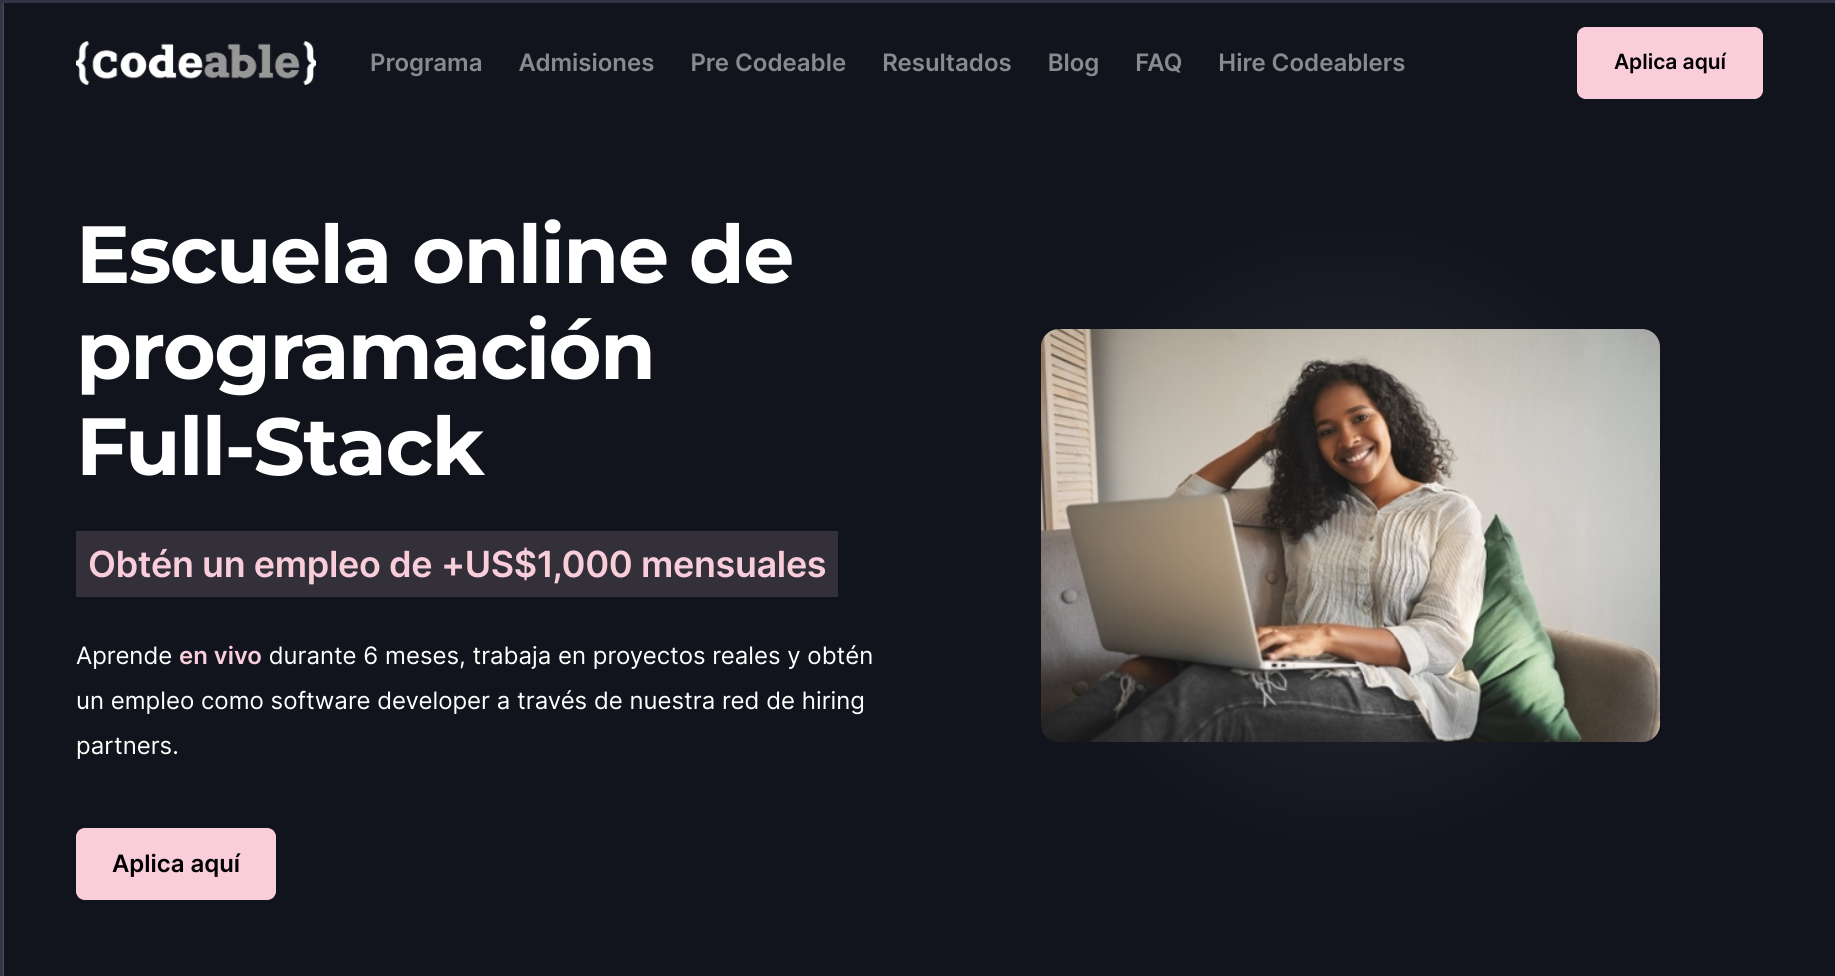 {codeable}
Programa
Admisiones
Pre Codeable
Resultados
Blog
FAQ
Hire Codeablers
Aplica aquí
Escuela online de
programación
Full-Stack
Obtén un empleo de +US$1,000 mensuales
Aprende en vivo durante 6 meses, trabaja en proyectos reales y obtén
un empleo como software developer a través de nuestra red de hiring
partners.
Aplica aquí